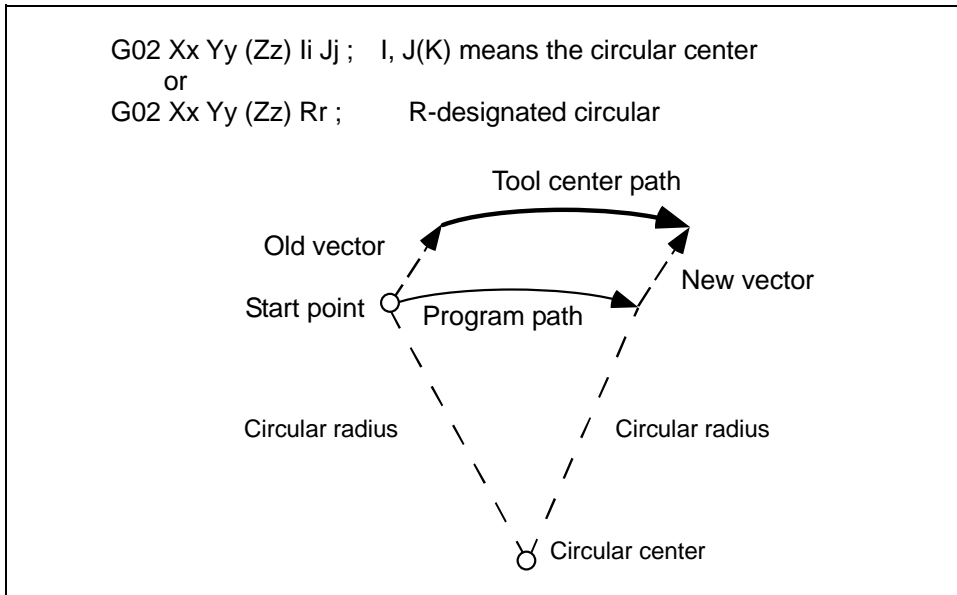 G02 Xx Yy (Zz) Ii Jj ; I, J(K) means the circular center
or
G02 Xx Yy (Zz) Rr ; R-designated circular
Tool center path
Old vector
New vector
Start point
Program path
Circular radius
Circular radius
Circular center